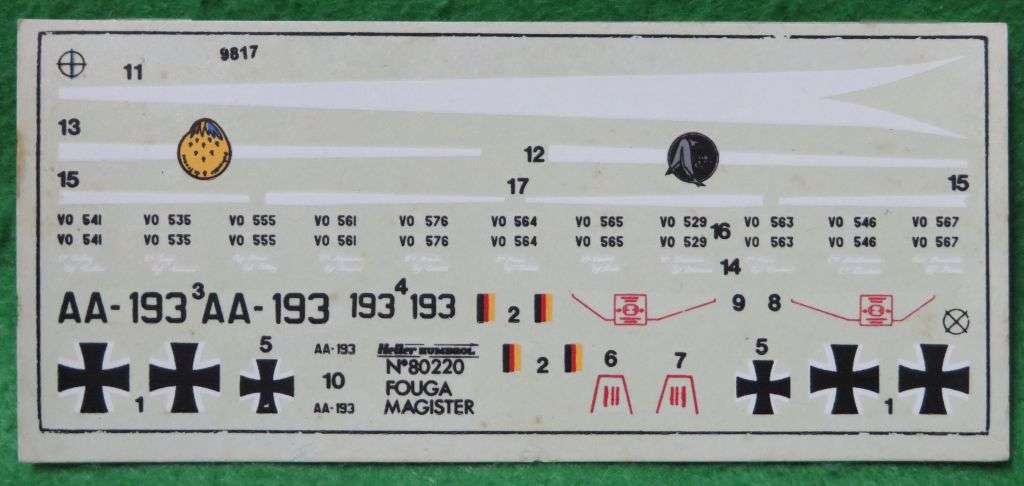 9817
11
13
12
15
17
15
VO 541 VO 535 VO 555 VO 561 VO 576 VO 564 VO 565 VO 529 VO 563 VO 546 VO 567
16
VO 541 VO 535 VO 555 VO 561 VO 576 VO 564 VO 565 VO 529 VO 563 VO 546 VO 567
14
AA-193 3 AA-193 193 4 193 2 9 8
5 AA-193 Heller HUMBROL 2 6 7 5
N°80220
10 FOUGA
1 AA-193 MAGISTER 1